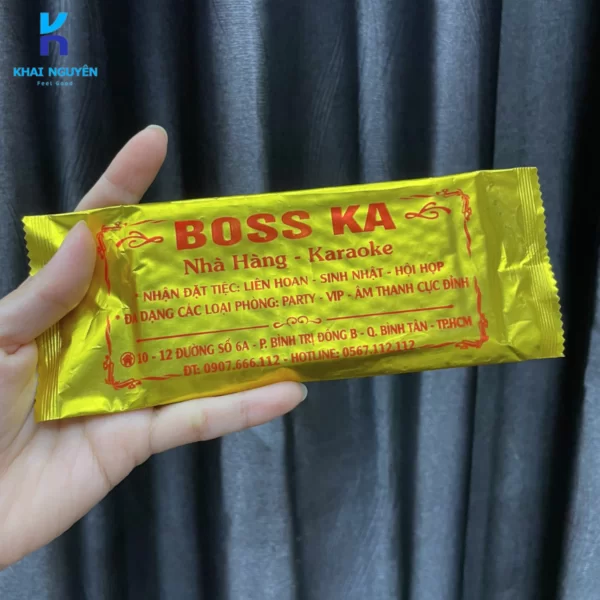 KHAI NGUYÊN
Feel Good
BOSS KA
Nhà Hàng - Karaoke
* NHẬN ĐẶT TIỆC: LIÊN HOAN - SINH NHẬT - HỘI HỌP
* ĐA DẠNG CÁC LOẠI PHÒNG: PARTY - VIP - ÂM THANH CỰC ĐỈNH
10 - 12 ĐƯỜNG SỐ 6A - P. BÌNH TRỊ ĐÔNG B - Q. BÌNH TÂN - TP.HCM
ĐT: 0907.666.112 - HOTLINE: 0567.112.112